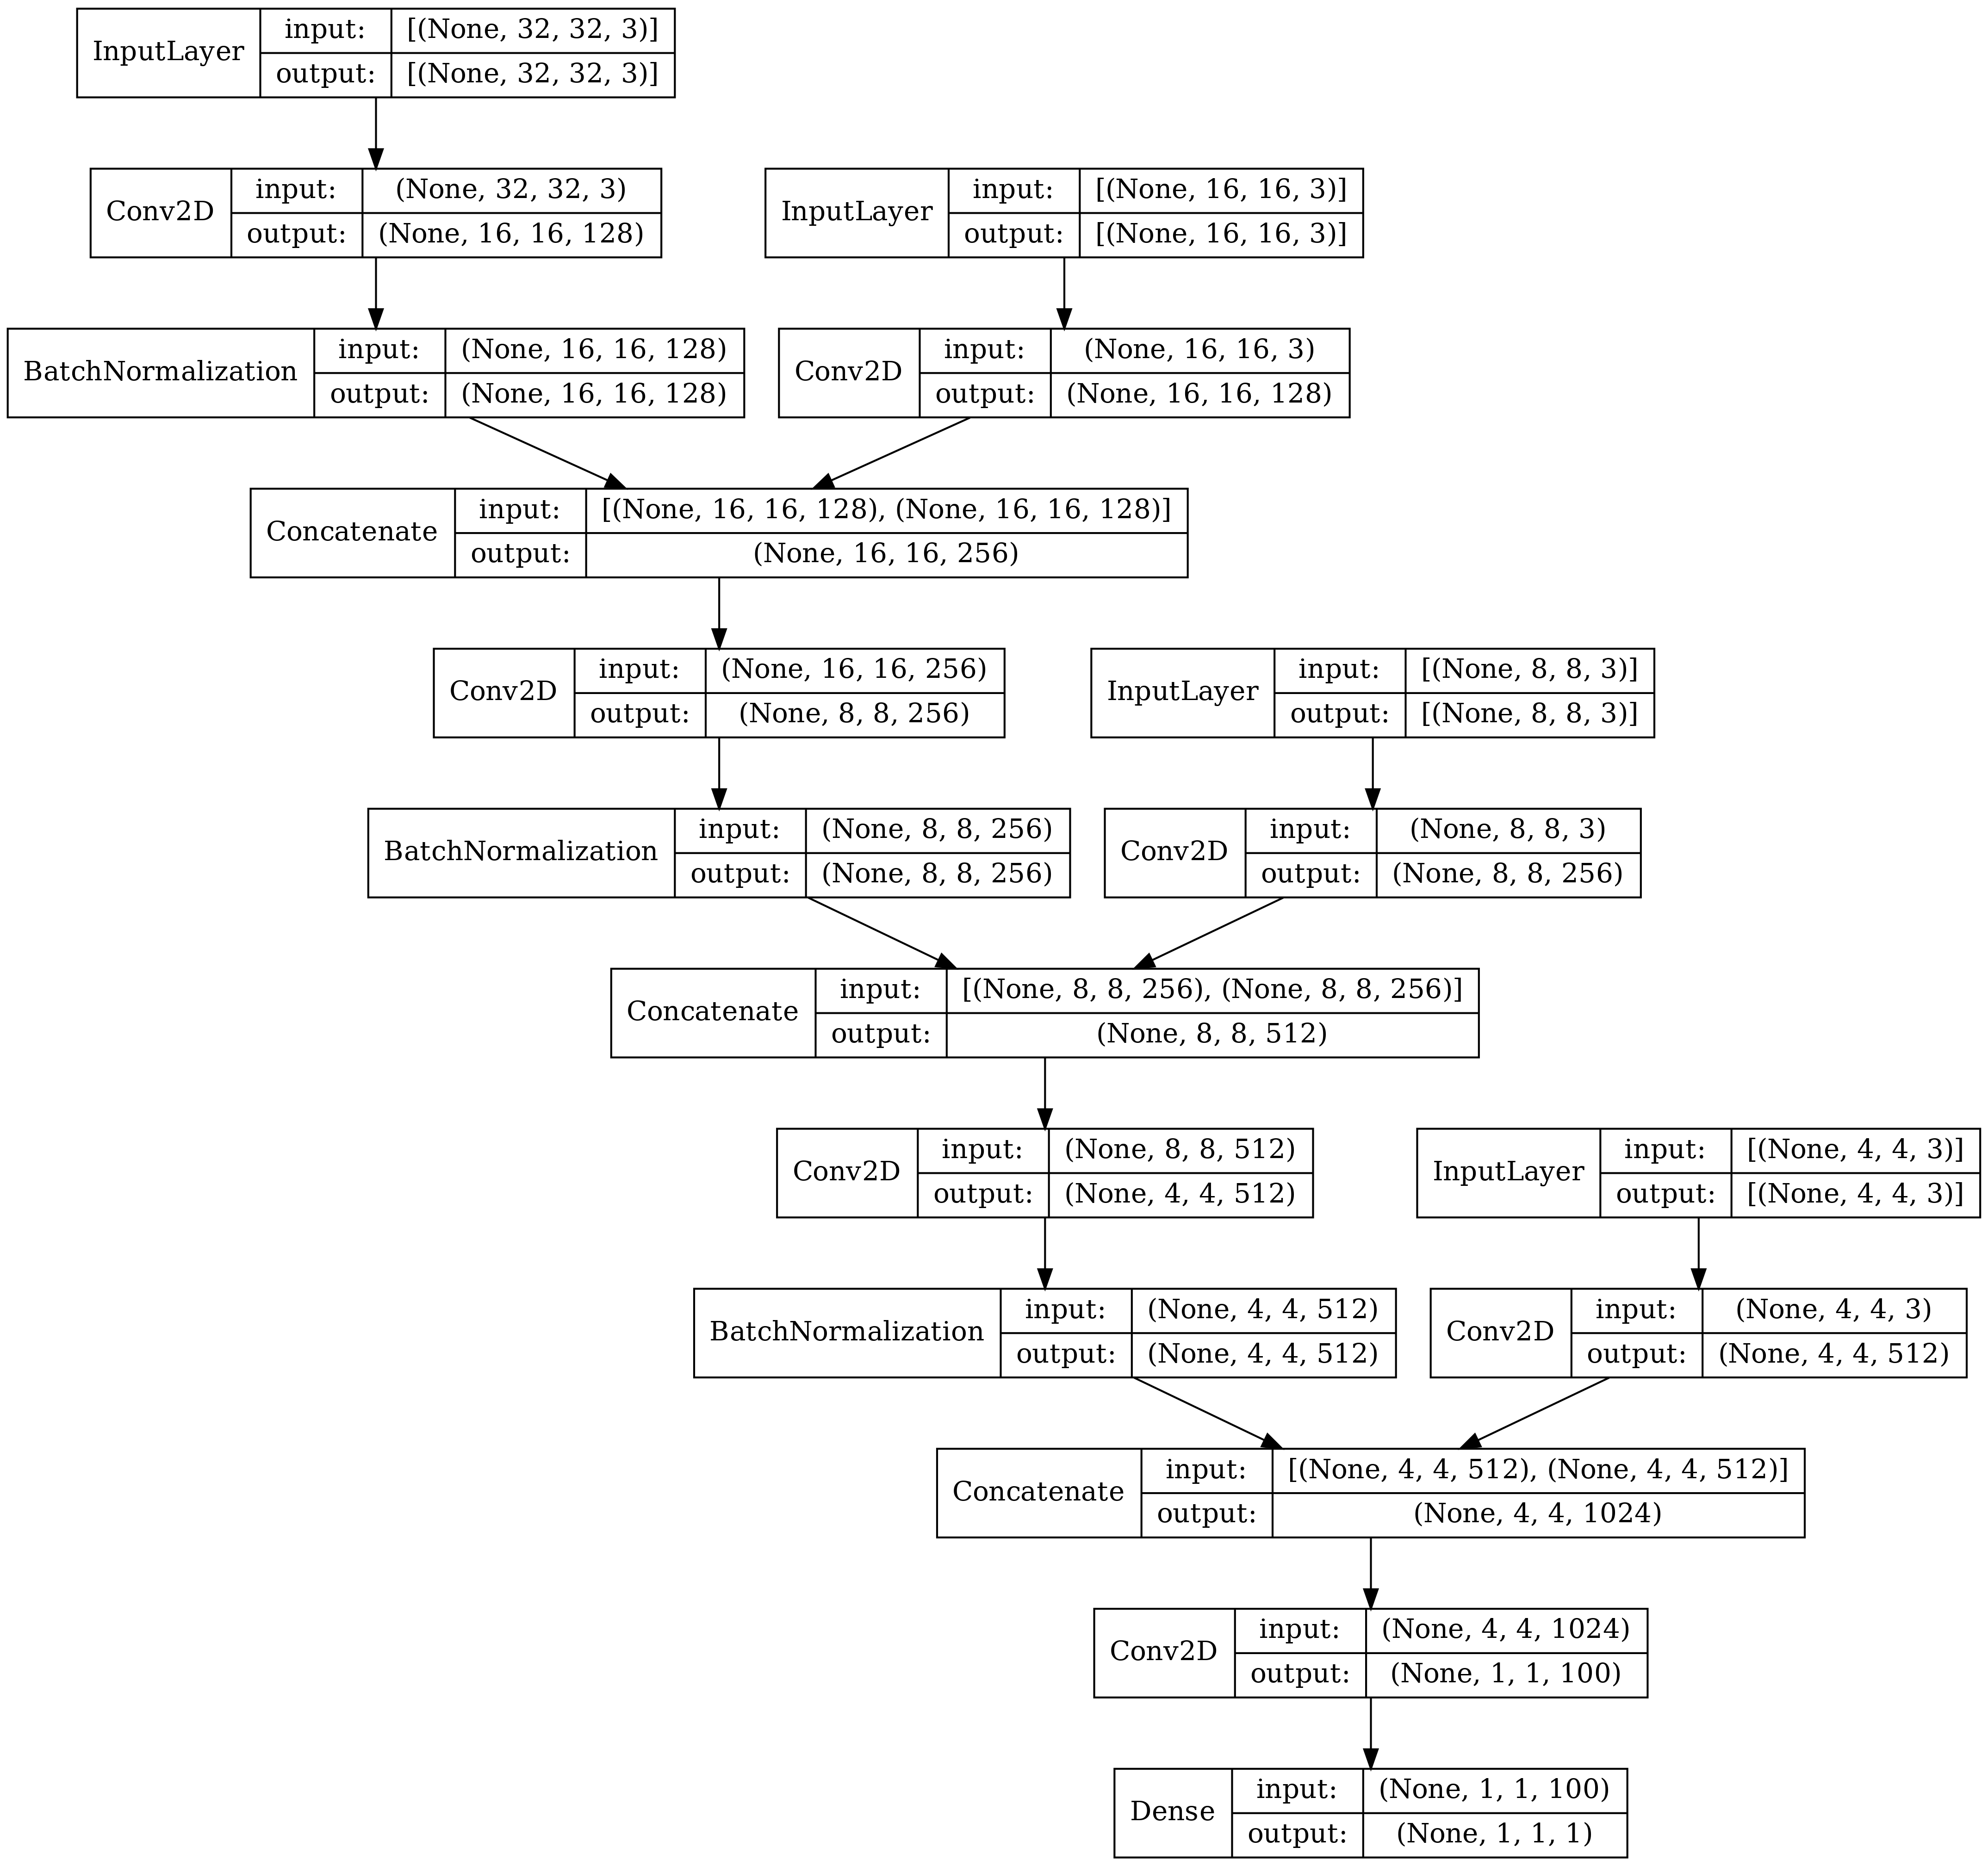 InputLayer input: [(None, 32, 32, 3)]
output: [(None, 32, 32, 3)]
Conv2D input: (None, 32, 32, 3)
output: (None, 16, 16, 128)
InputLayer input: [(None, 16, 16, 3)]
output: [(None, 16, 16, 3)]
BatchNormalization input: (None, 16, 16, 128)
output: (None, 16, 16, 128)
Conv2D input: (None, 16, 16, 3)
output: (None, 16, 16, 128)
Concatenate input: [(None, 16, 16, 128), (None, 16, 16, 128)]
output: (None, 16, 16, 256)
Conv2D input: (None, 16, 16, 256)
output: (None, 8, 8, 256)
InputLayer input: [(None, 8, 8, 3)]
output: [(None, 8, 8, 3)]
BatchNormalization input: (None, 8, 8, 256)
output: (None, 8, 8, 256)
Conv2D input: (None, 8, 8, 3)
output: (None, 8, 8, 256)
Concatenate input: [(None, 8, 8, 256), (None, 8, 8, 256)]
output: (None, 8, 8, 512)
Conv2D input: (None, 8, 8, 512)
output: (None, 4, 4, 512)
InputLayer input: [(None, 4, 4, 3)]
output: [(None, 4, 4, 3)]
BatchNormalization input: (None, 4, 4, 512)
output: (None, 4, 4, 512)
Conv2D input: (None, 4, 4, 3)
output: (None, 4, 4, 512)
Concatenate input: [(None, 4, 4, 512), (None, 4, 4, 512)]
output: (None, 4, 4, 1024)
Conv2D input: (None, 4, 4, 1024)
output: (None, 1, 1, 100)
Dense input: (None, 1, 1, 100)
output: (None, 1, 1, 1)